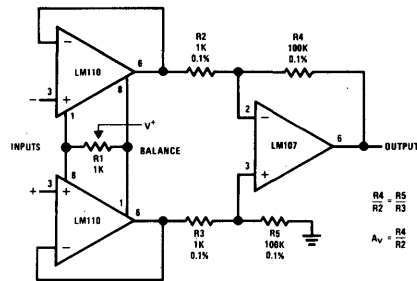 R2
1K
0.1%
R4
100K
0.1%
−
LM110
6
− 3
+
1
8
V+
2
−
LM107
6
OUTPUT
3
+
INPUTS
R1
1K
BALANCE
8
+ 3
+
1
LM110
6
−
R3
1K
0.1%
R5
100K
0.1%
R4/R2 = R5/R3
AV = R4/R2